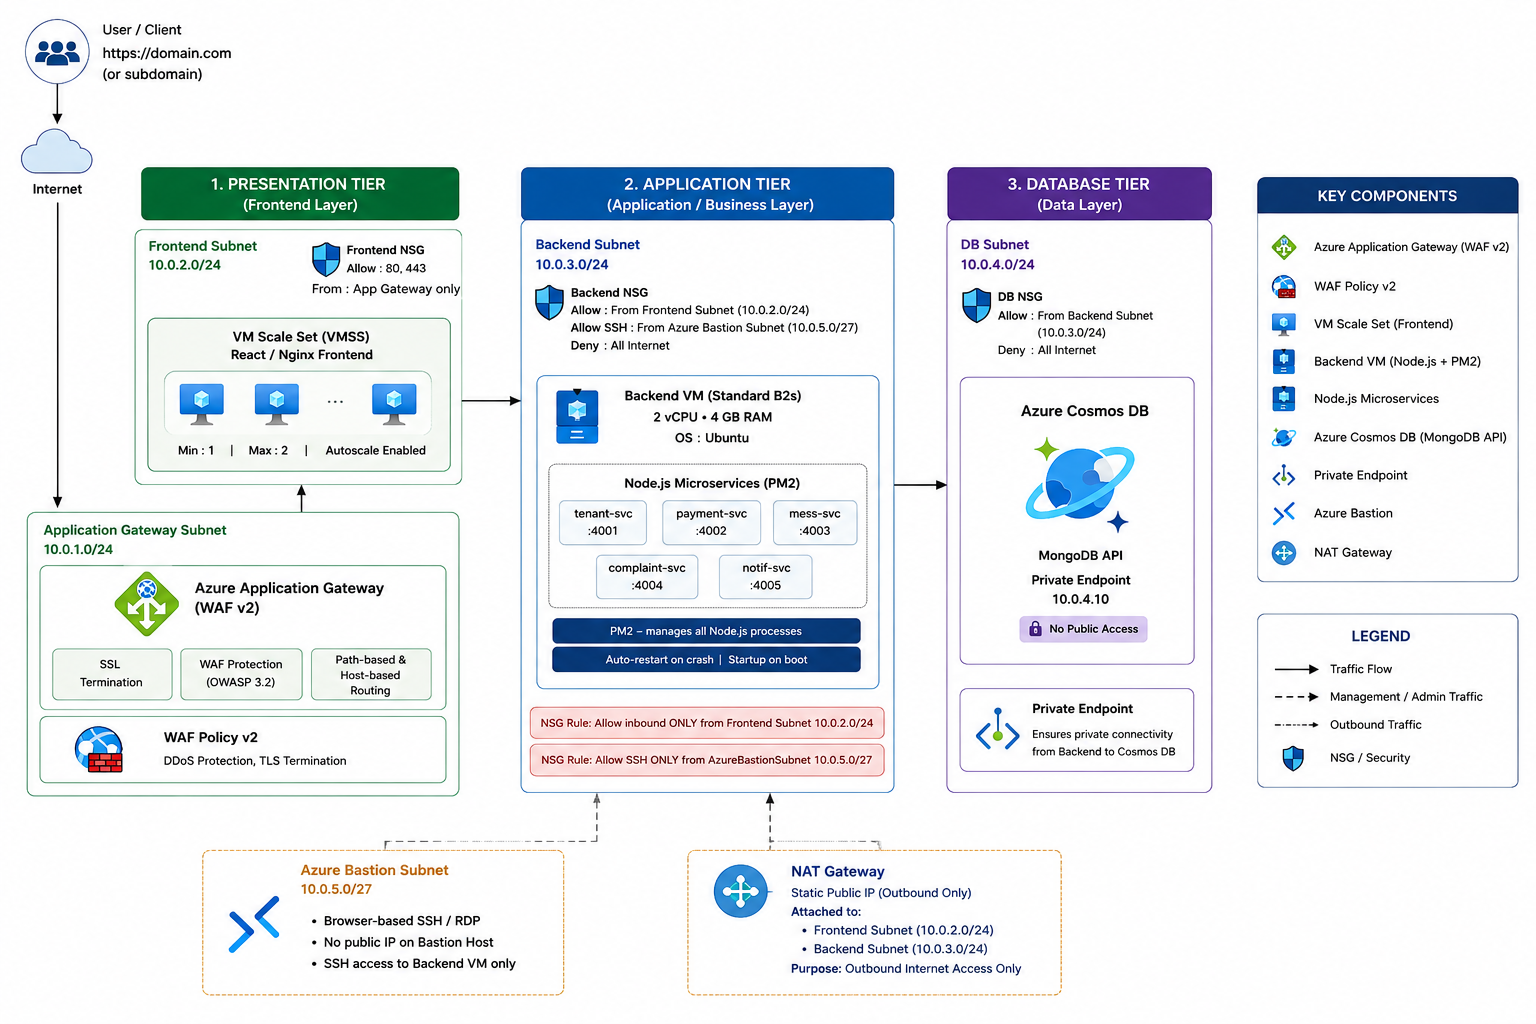 User / Client
https://domain.com
(or subdomain)
Internet
1. PRESENTATION TIER
(Frontend Layer)
Frontend Subnet
10.0.2.0/24
Frontend NSG
Allow : 80, 443
From : App Gateway only
VM Scale Set (VMSS)
React / Nginx Frontend
...
Min : 1 | Max : 2 | Autoscale Enabled
Application Gateway Subnet
10.0.1.0/24
Azure Application Gateway
(WAF v2)
SSL
Termination
WAF Protection
(OWASP 3.2)
Path-based &
Host-based
Routing
WAF Policy v2
DDoS Protection, TLS Termination
2. APPLICATION TIER
(Application / Business Layer)
Backend Subnet
10.0.3.0/24
Backend NSG
Allow : From Frontend Subnet (10.0.2.0/24)
Allow SSH : From Azure Bastion Subnet (10.0.5.0/27)
Deny : All Internet
Backend VM (Standard B2s)
2 vCPU • 4 GB RAM
OS : Ubuntu
Node.js Microservices (PM2)
tenant-svc
:4001
payment-svc
:4002
mess-svc
:4003
complaint-svc
:4004
notif-svc
:4005
PM2 – manages all Node.js processes
Auto-restart on crash | Startup on boot
NSG Rule: Allow inbound ONLY from Frontend Subnet 10.0.2.0/24
NSG Rule: Allow SSH ONLY from AzureBastionSubnet 10.0.5.0/27
3. DATABASE TIER
(Data Layer)
DB Subnet
10.0.4.0/24
DB NSG
Allow : From Backend Subnet
(10.0.3.0/24)
Deny : All Internet
Azure Cosmos DB
MongoDB API
Private Endpoint
10.0.4.10
No Public Access
Private Endpoint
Ensures private connectivity
from Backend to Cosmos DB
KEY COMPONENTS
Azure Application Gateway (WAF v2)
WAF Policy v2
VM Scale Set (Frontend)
Backend VM (Node.js + PM2)
Node.js Microservices
Azure Cosmos DB (MongoDB API)
Private Endpoint
Azure Bastion
NAT Gateway
LEGEND
Traffic Flow
Management / Admin Traffic
Outbound Traffic
NSG / Security
Azure Bastion Subnet
10.0.5.0/27
• Browser-based SSH / RDP
• No public IP on Bastion Host
• SSH access to Backend VM only
NAT Gateway
Static Public IP (Outbound Only)
Attached to:
• Frontend Subnet (10.0.2.0/24)
• Backend Subnet (10.0.3.0/24)
Purpose: Outbound Internet Access Only